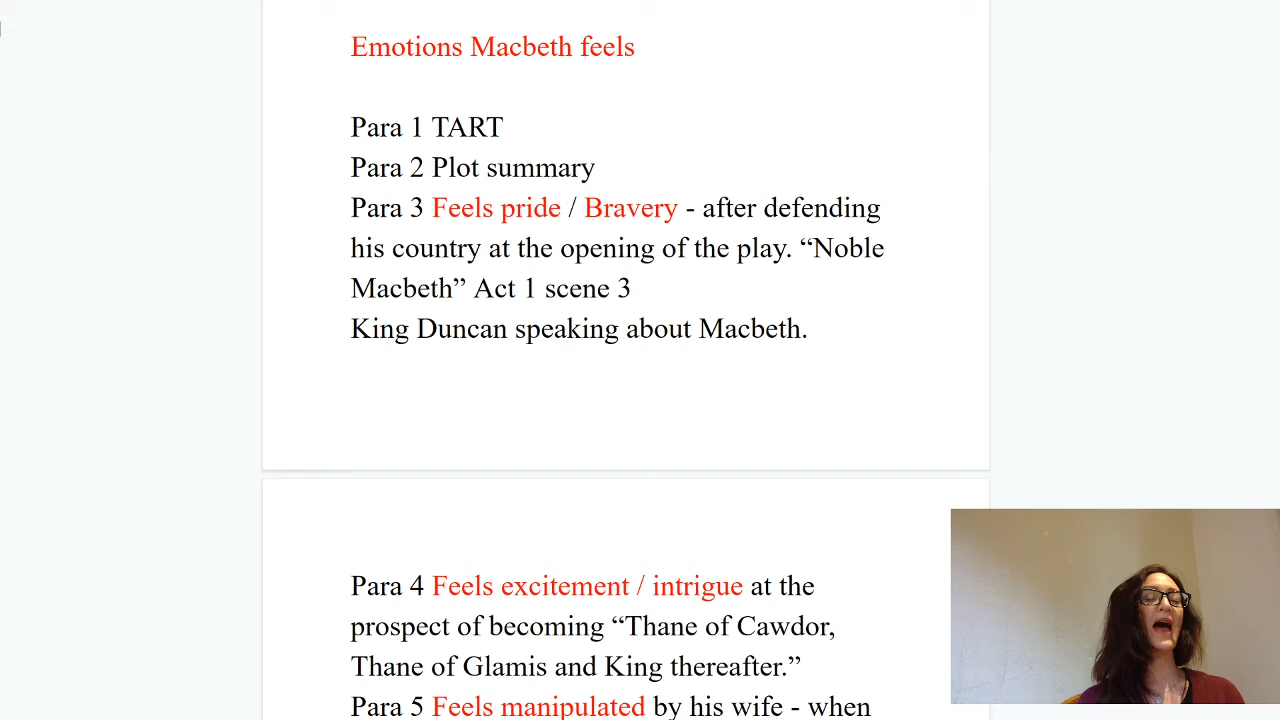 Emotions Macbeth feels
Para 1 TART
Para 2 Plot summary
Para 3 Feels pride / Bravery - after defending
his country at the opening of the play. “Noble
Macbeth” Act 1 scene 3
King Duncan speaking about Macbeth.
Para 4 Feels excitement / intrigue at the
prospect of becoming “Thane of Cawdor,
Thane of Glamis and King thereafter.”
Para 5 Feels manipulated by his wife - when